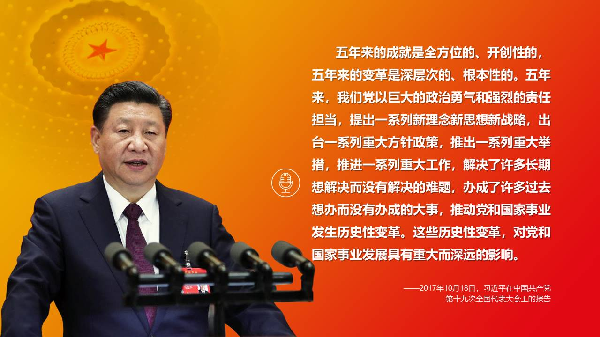 五年来的成就是全方位的、开创性的，
五年来的变革是深层次的、根本性的。五年
来，我们党以巨大的政治勇气和强烈的责任
担当，提出一系列新理念新思想新战略，出
台一系列重大方针政策，推出一系列重大举
措，推进一系列重大工作，解决了许多长期
想解决而没有解决的难题，办成了许多过去
想办而没有办成的大事，推动党和国家事业
发生历史性变革。这些历史性变革，对党和
国家事业发展具有重大而深远的影响。
——2017年10月18日，习近平在中国共产党
第十九次全国代表大会上的报告